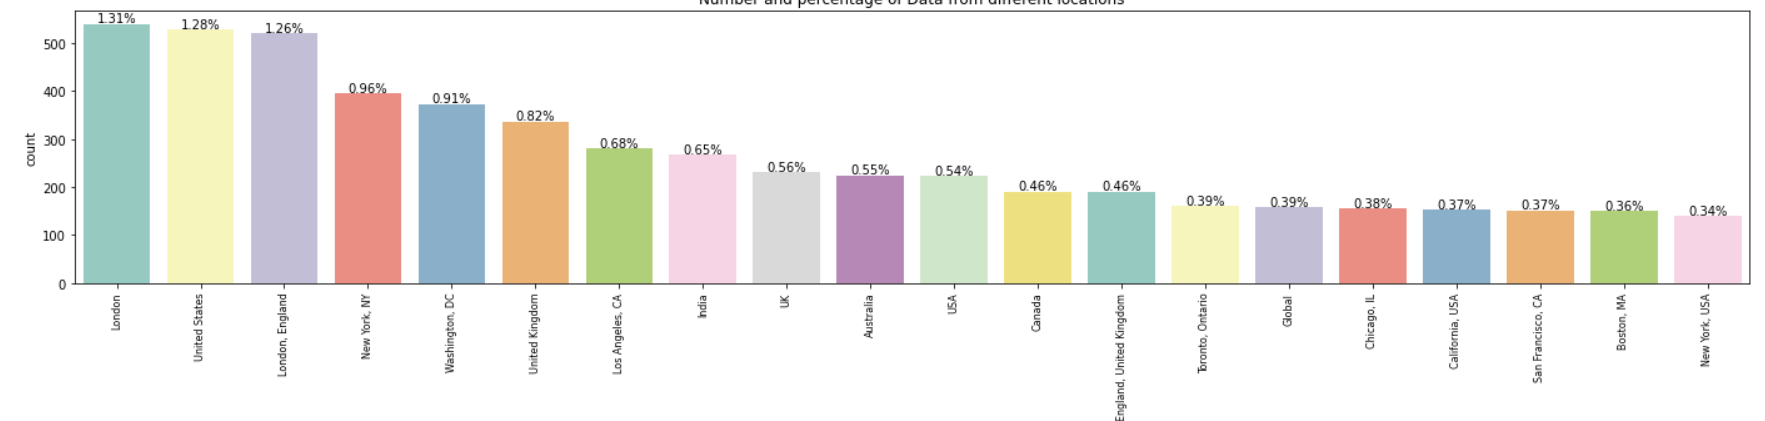 Number and percentage of Data from different locations
1.31%
1.28%
1.26%
0.96%
0.91%
0.82%
0.68%
0.65%
0.56%
0.55%
0.54%
0.46%
0.46%
0.39%
0.39%
0.38%
0.37%
0.37%
0.36%
0.34%
count
500
400
300
200
100
0
London
United States
London, England
New York, NY
Washington, DC
United Kingdom
Los Angeles, CA
India
UK
Australia
USA
Canada
England, United Kingdom
Toronto, Ontario
Global
Chicago, IL
California, USA
San Francisco, CA
Boston, MA
New York, USA